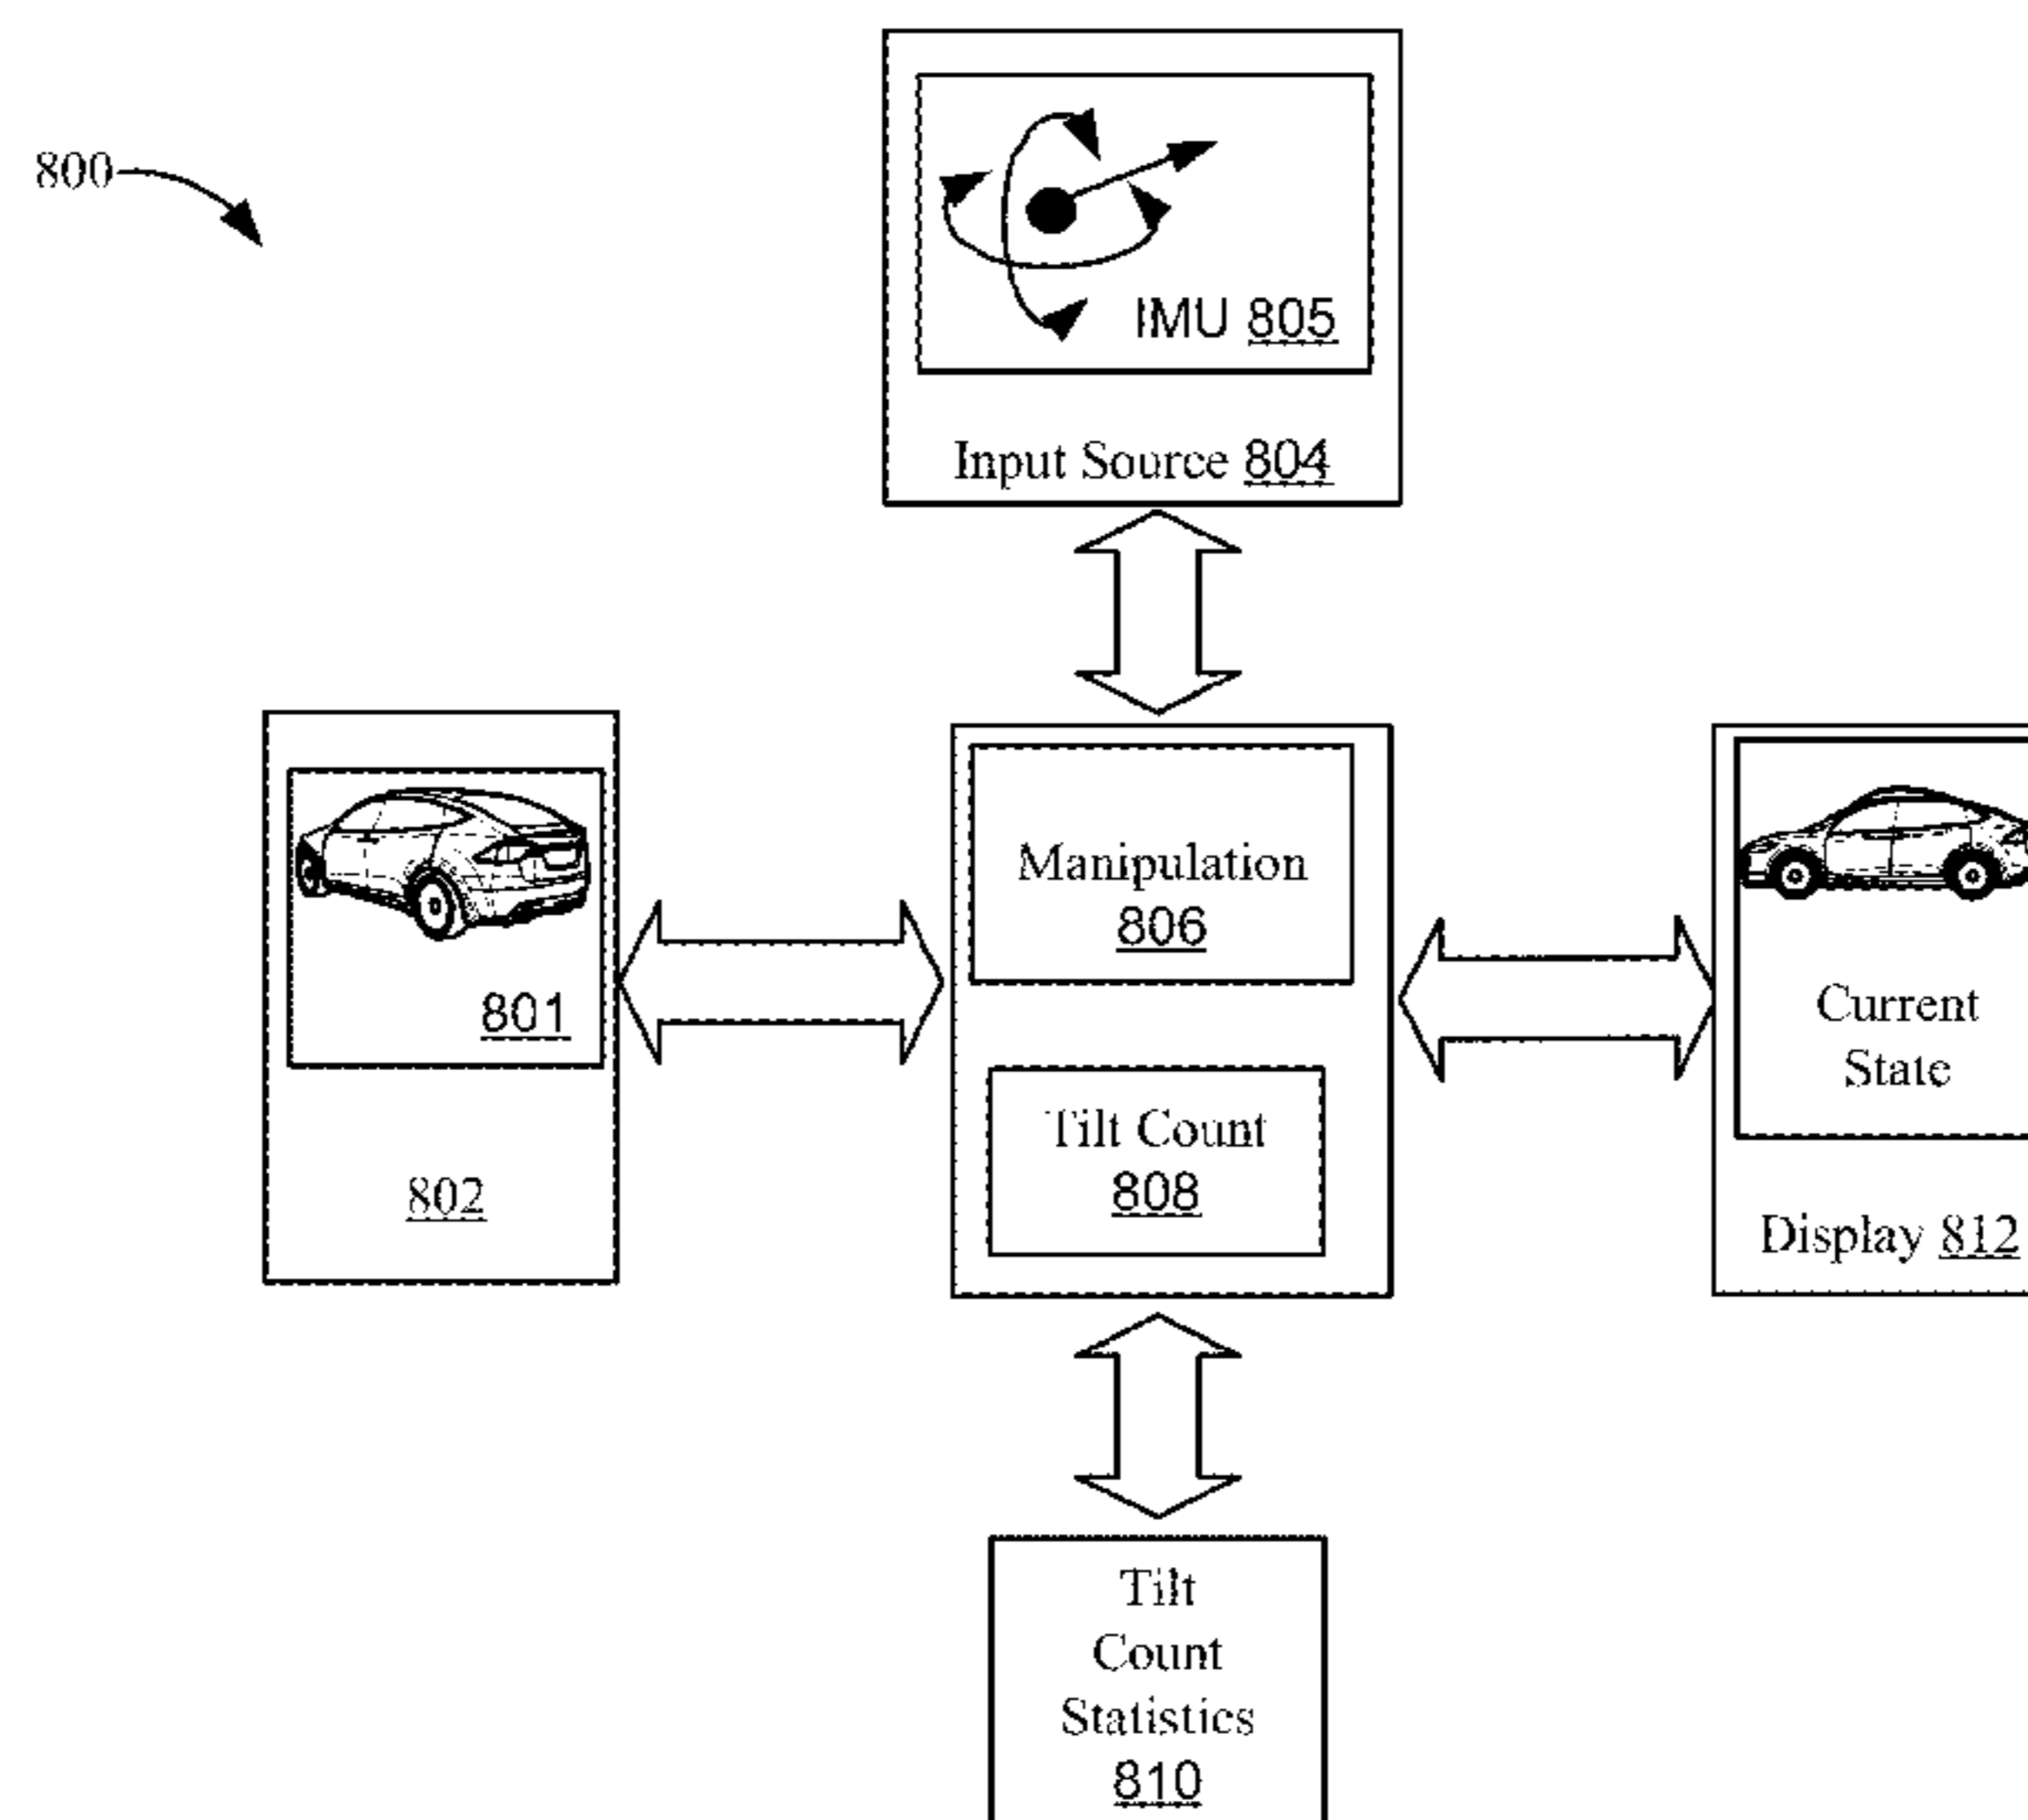 800
IMU 805
Input Source 804
801
802
Manipulation
806
Tilt Count
808
Current
State
Display 812
Tilt
Count
Statistics
810